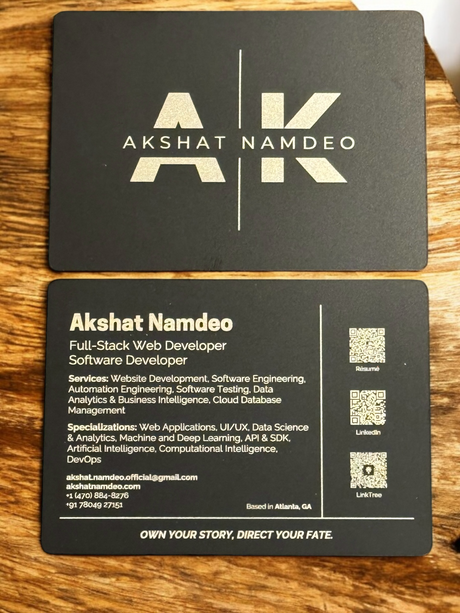 AK
AKSHAT NAMDEO
Akshat Namdeo
Full-Stack Web Developer
Software Developer
Services: Website Development, Software Engineering,
Automation Engineering, Software Testing, Data
Analytics & Business Intelligence, Cloud Database
Management
Specializations: Web Applications, UI/UX, Data Science
& Analytics, Machine and Deep Learning, API & SDK,
Artificial Intelligence, Computational Intelligence,
DevOps
akshat.namdeo.official@gmail.com
akshatnamdeo.com
+1 (470) 884-8276
+91 78049 27151
Based in Atlanta, GA
Résumé
LinkedIn
LinkTree
OWN YOUR STORY, DIRECT YOUR FATE.